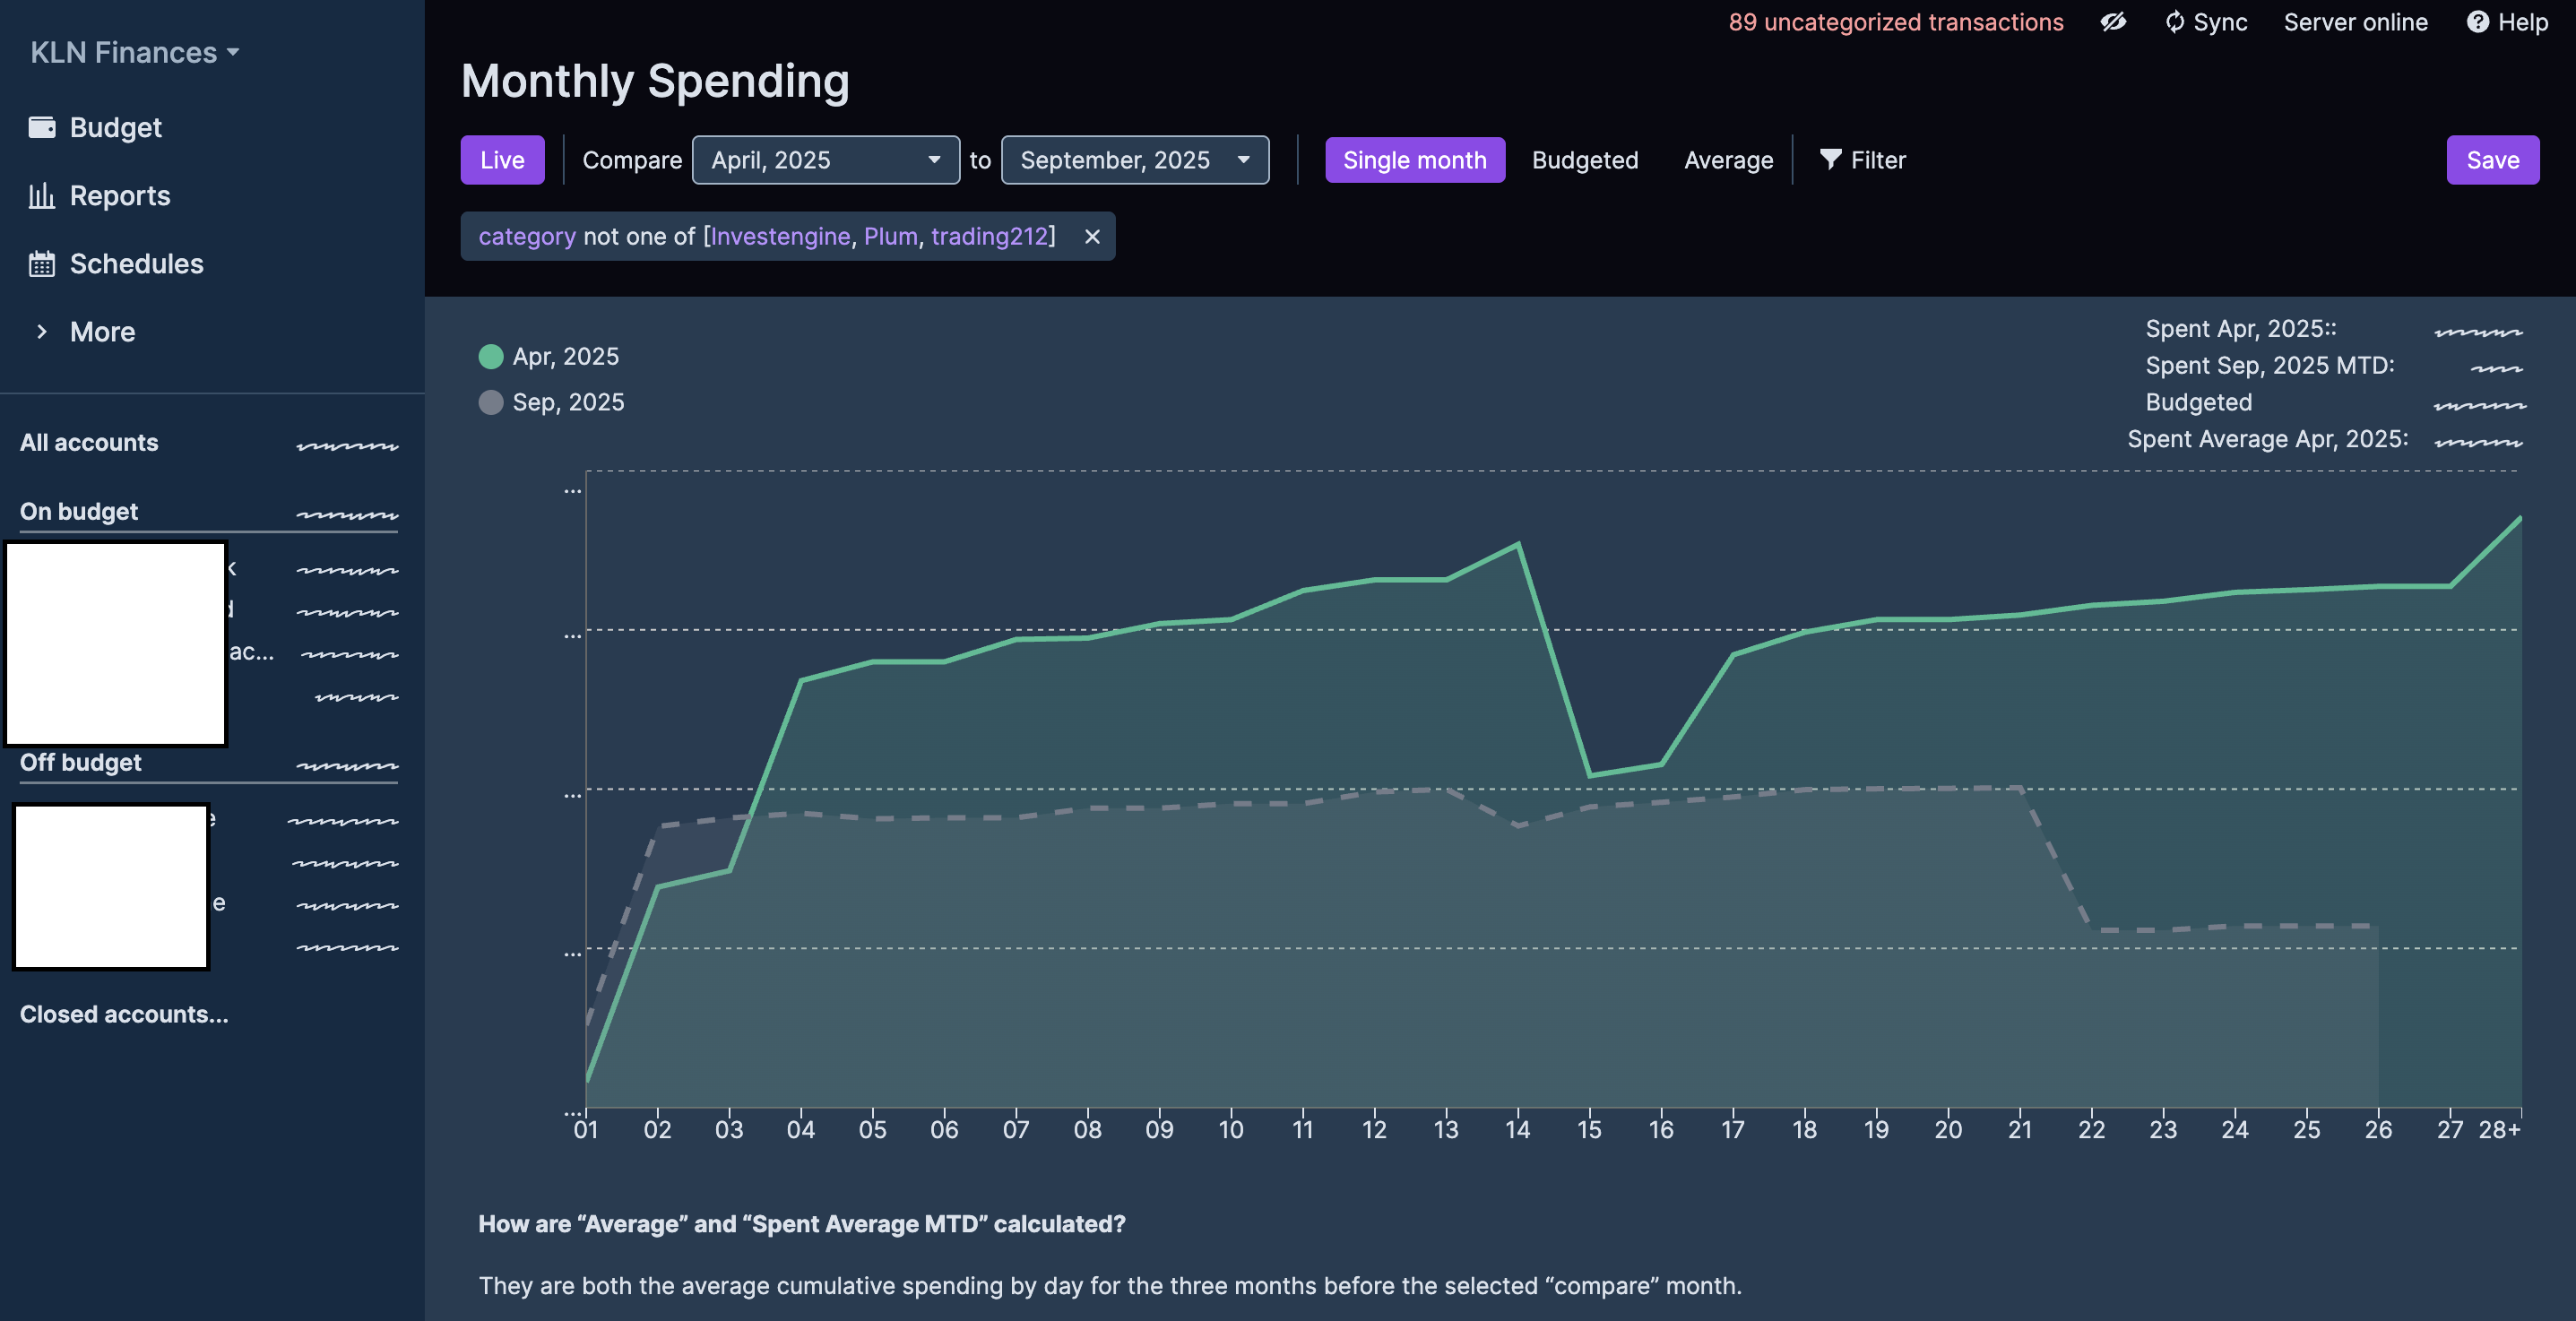 KLN Finances
Budget
Reports
Schedules
More
All accounts
On budget
k
d
ac...
Off budget
e
e
Closed accounts...
89 uncategorized transactions Sync Server online Help
Monthly Spending
Live Compare April, 2025 to September, 2025 Single month Budgeted Average Filter Save
category not one of [Investengine, Plum, trading212]
Apr, 2025
Sep, 2025
Spent Apr, 2025::
Spent Sep, 2025 MTD:
Budgeted
Spent Average Apr, 2025:
...
...
...
...
...
01 02 03 04 05 06 07 08 09 10 11 12 13 14 15 16 17 18 19 20 21 22 23 24 25 26 27 28+
How are “Average” and “Spent Average MTD” calculated?
They are both the average cumulative spending by day for the three months before the selected “compare” month.